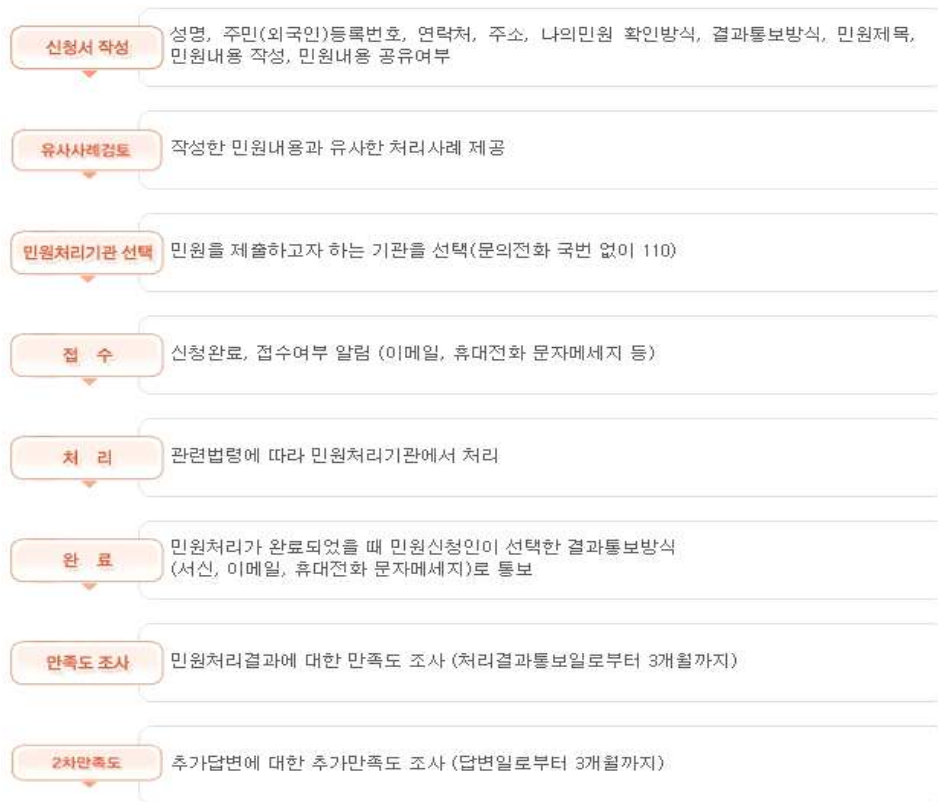 신청서 작성
성명, 주민(외국인)등록번호, 연락처, 주소, 나의민원 확인방식, 결과통보방식, 민원제목,
민원내용 작성, 민원내용 공유여부
유사사례검토
작성한 민원내용과 유사한 처리사례 제공
민원처리기관 선택
민원을 제출하고자 하는 기관을 선택(문의전화 국번 없이 110)
접 수
신청완료, 접수여부 알림 (이메일, 휴대전화 문자메세지 등)
처 리
관련법령에 따라 민원처리기관에서 처리
완 료
민원처리가 완료되었을 때 민원신청인이 선택한 결과통보방식
(서신, 이메일, 휴대전화 문자메세지)로 통보
만족도 조사
민원처리결과에 대한 만족도 조사 (처리결과통보일로부터 3개월까지)
2차만족도
추가답변에 대한 추가만족도 조사 (답변일로부터 3개월까지)